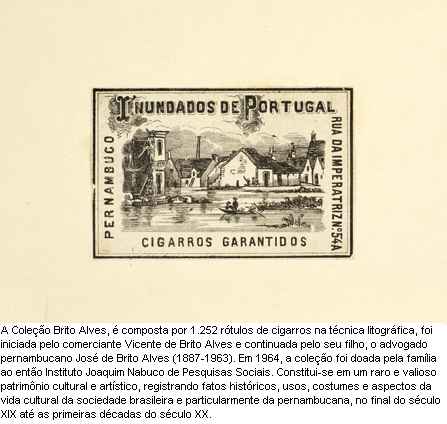 INUNDADOS DE PORTUGAL
PERNAMBUCO
RUA DA IMPERATRIZ Nº 54A
CIGARROS GARANTIDOS
A Coleção Brito Alves, é composta por 1.252 rótulos de cigarros na técnica litográfica, foi
iniciada pelo comerciante Vicente de Brito Alves e continuada pelo seu filho, o advogado
pernambucano José de Brito Alves (1887-1963). Em 1964, a coleção foi doada pela família
ao então Instituto Joaquim Nabuco de Pesquisas Sociais. Constitui-se em um raro e valioso
patrimônio cultural e artístico, registrando fatos históricos, usos, costumes e aspectos da
vida cultural da sociedade brasileira e particularmente da pernambucana, no final do século
XIX até as primeiras décadas do século XX.